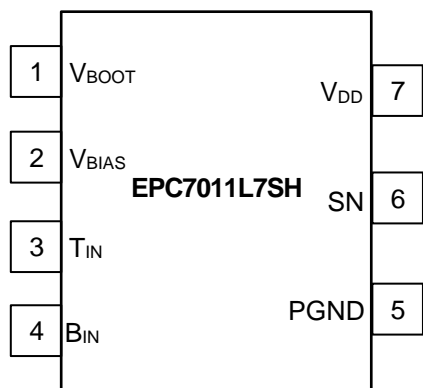 1 VBOOT
VDD 7
2 VBIAS
EPC7011L7SH
SN 6
3 TIN
PGND 5
4 BIN